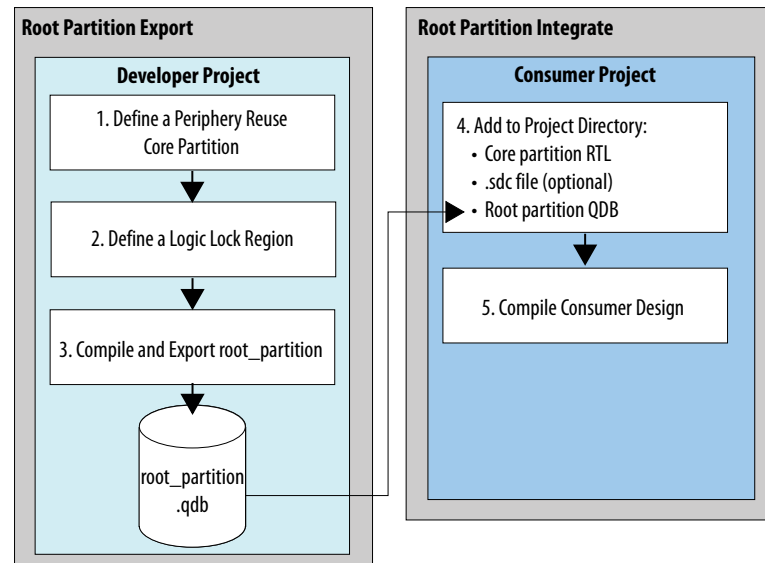 Root Partition Export
Developer Project
1. Define a Periphery Reuse
Core Partition
2. Define a Logic Lock Region
3. Compile and Export root_partition
root_partition
.qdb
Root Partition Integrate
Consumer Project
4. Add to Project Directory:
• Core partition RTL
• .sdc file (optional)
• Root partition QDB
5. Compile Consumer Design